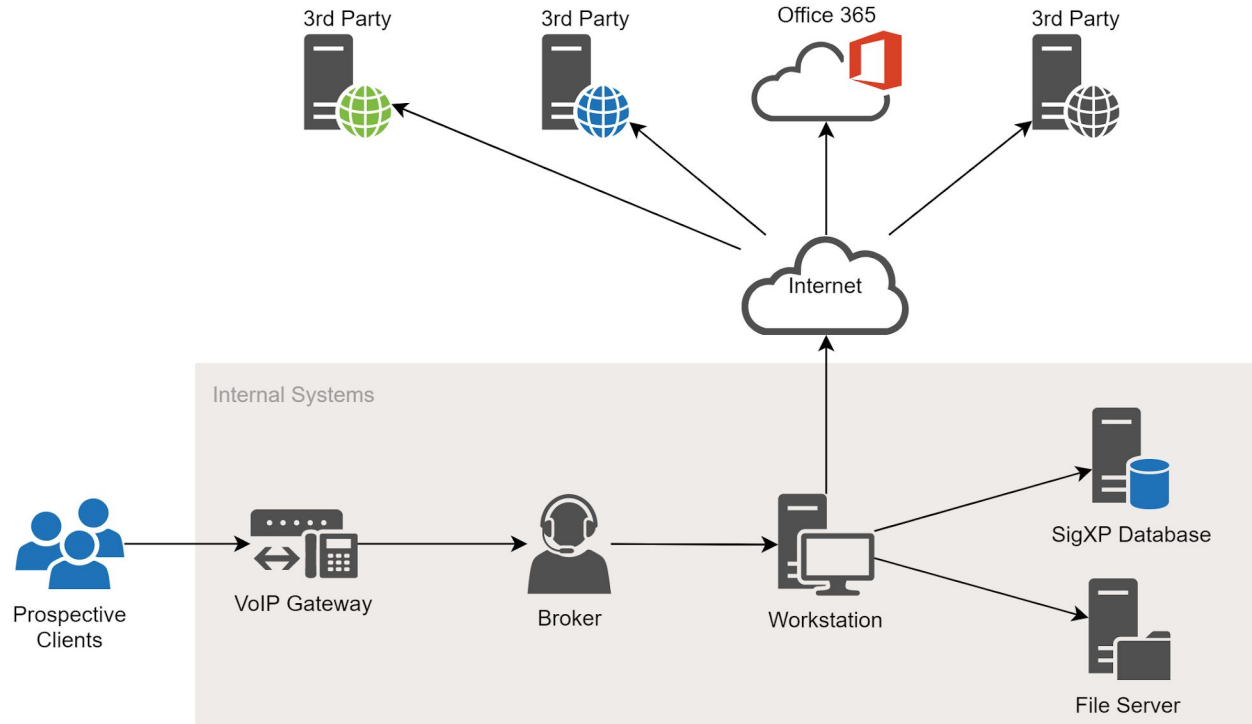 3rd Party
3rd Party
Office 365
3rd Party
Internet
Internal Systems
SigXP Database
VoIP Gateway
Broker
Workstation
Prospective
Clients
File Server